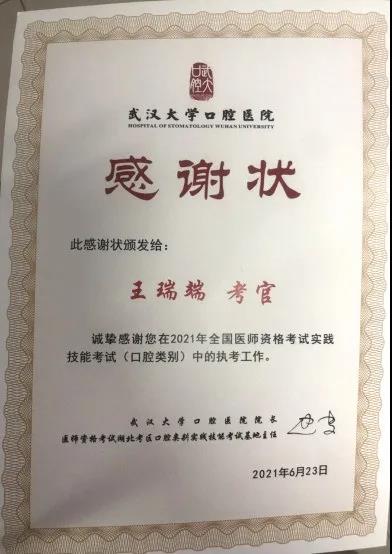 武大口腔
武汉大学口腔医院
HOSPITAL OF STOMATOLOGY WUHAN UNIVERSITY
感谢状
此感谢状颁发给：
王瑞端 考官
诚挚感谢您在2021年全国医师资格考试实践
技能考试（口腔类别）中的执考工作。
武汉大学口腔医院院长
医师资格考试湖北考区口腔类别实践技能考试基地主任
2021年6月23日